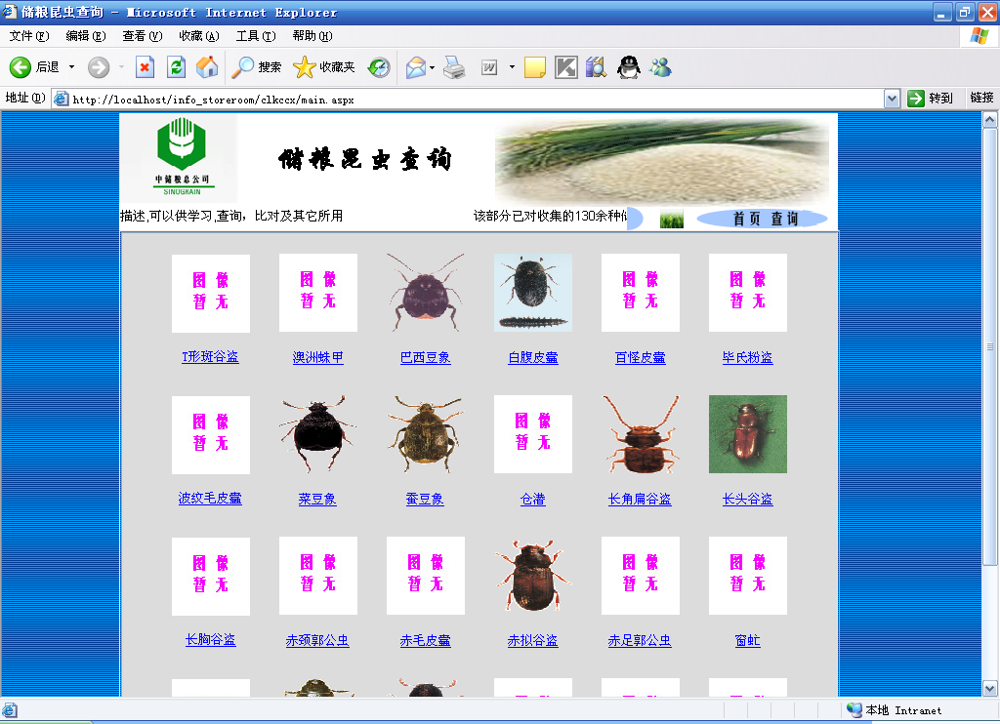 储粮昆虫查询 - Microsoft Internet Explorer
文件(F) 编辑(E) 查看(V) 收藏(A) 工具(T) 帮助(H)
后退 搜索 收藏夹
地址(D) http://localhost/info_storeroom/clkccx/main.aspx 转到 链接
中储粮总公司
SINOGRAIN
储粮昆虫查询
描述,可以供学习,查询，比对及其它所用 该部分已对收集的130余种 首页 查询
图像 图像 图像 图像
暂无 暂无 暂无 暂无
T形斑谷盗 澳洲蛛甲 巴西豆象 白腹皮蠹 百怪皮蠹 毕氏粉盗
图像 图像
暂无 暂无
波纹毛皮蠹 菜豆象 蚕豆象 仓潜 长角扁谷盗 长头谷盗
图像 图像 图像 图像 图像
暂无 暂无 暂无 暂无 暂无
长胸谷盗 赤颈郭公虫 赤毛皮蠹 赤拟谷盗 赤足郭公虫 窗虻
本地 Intranet